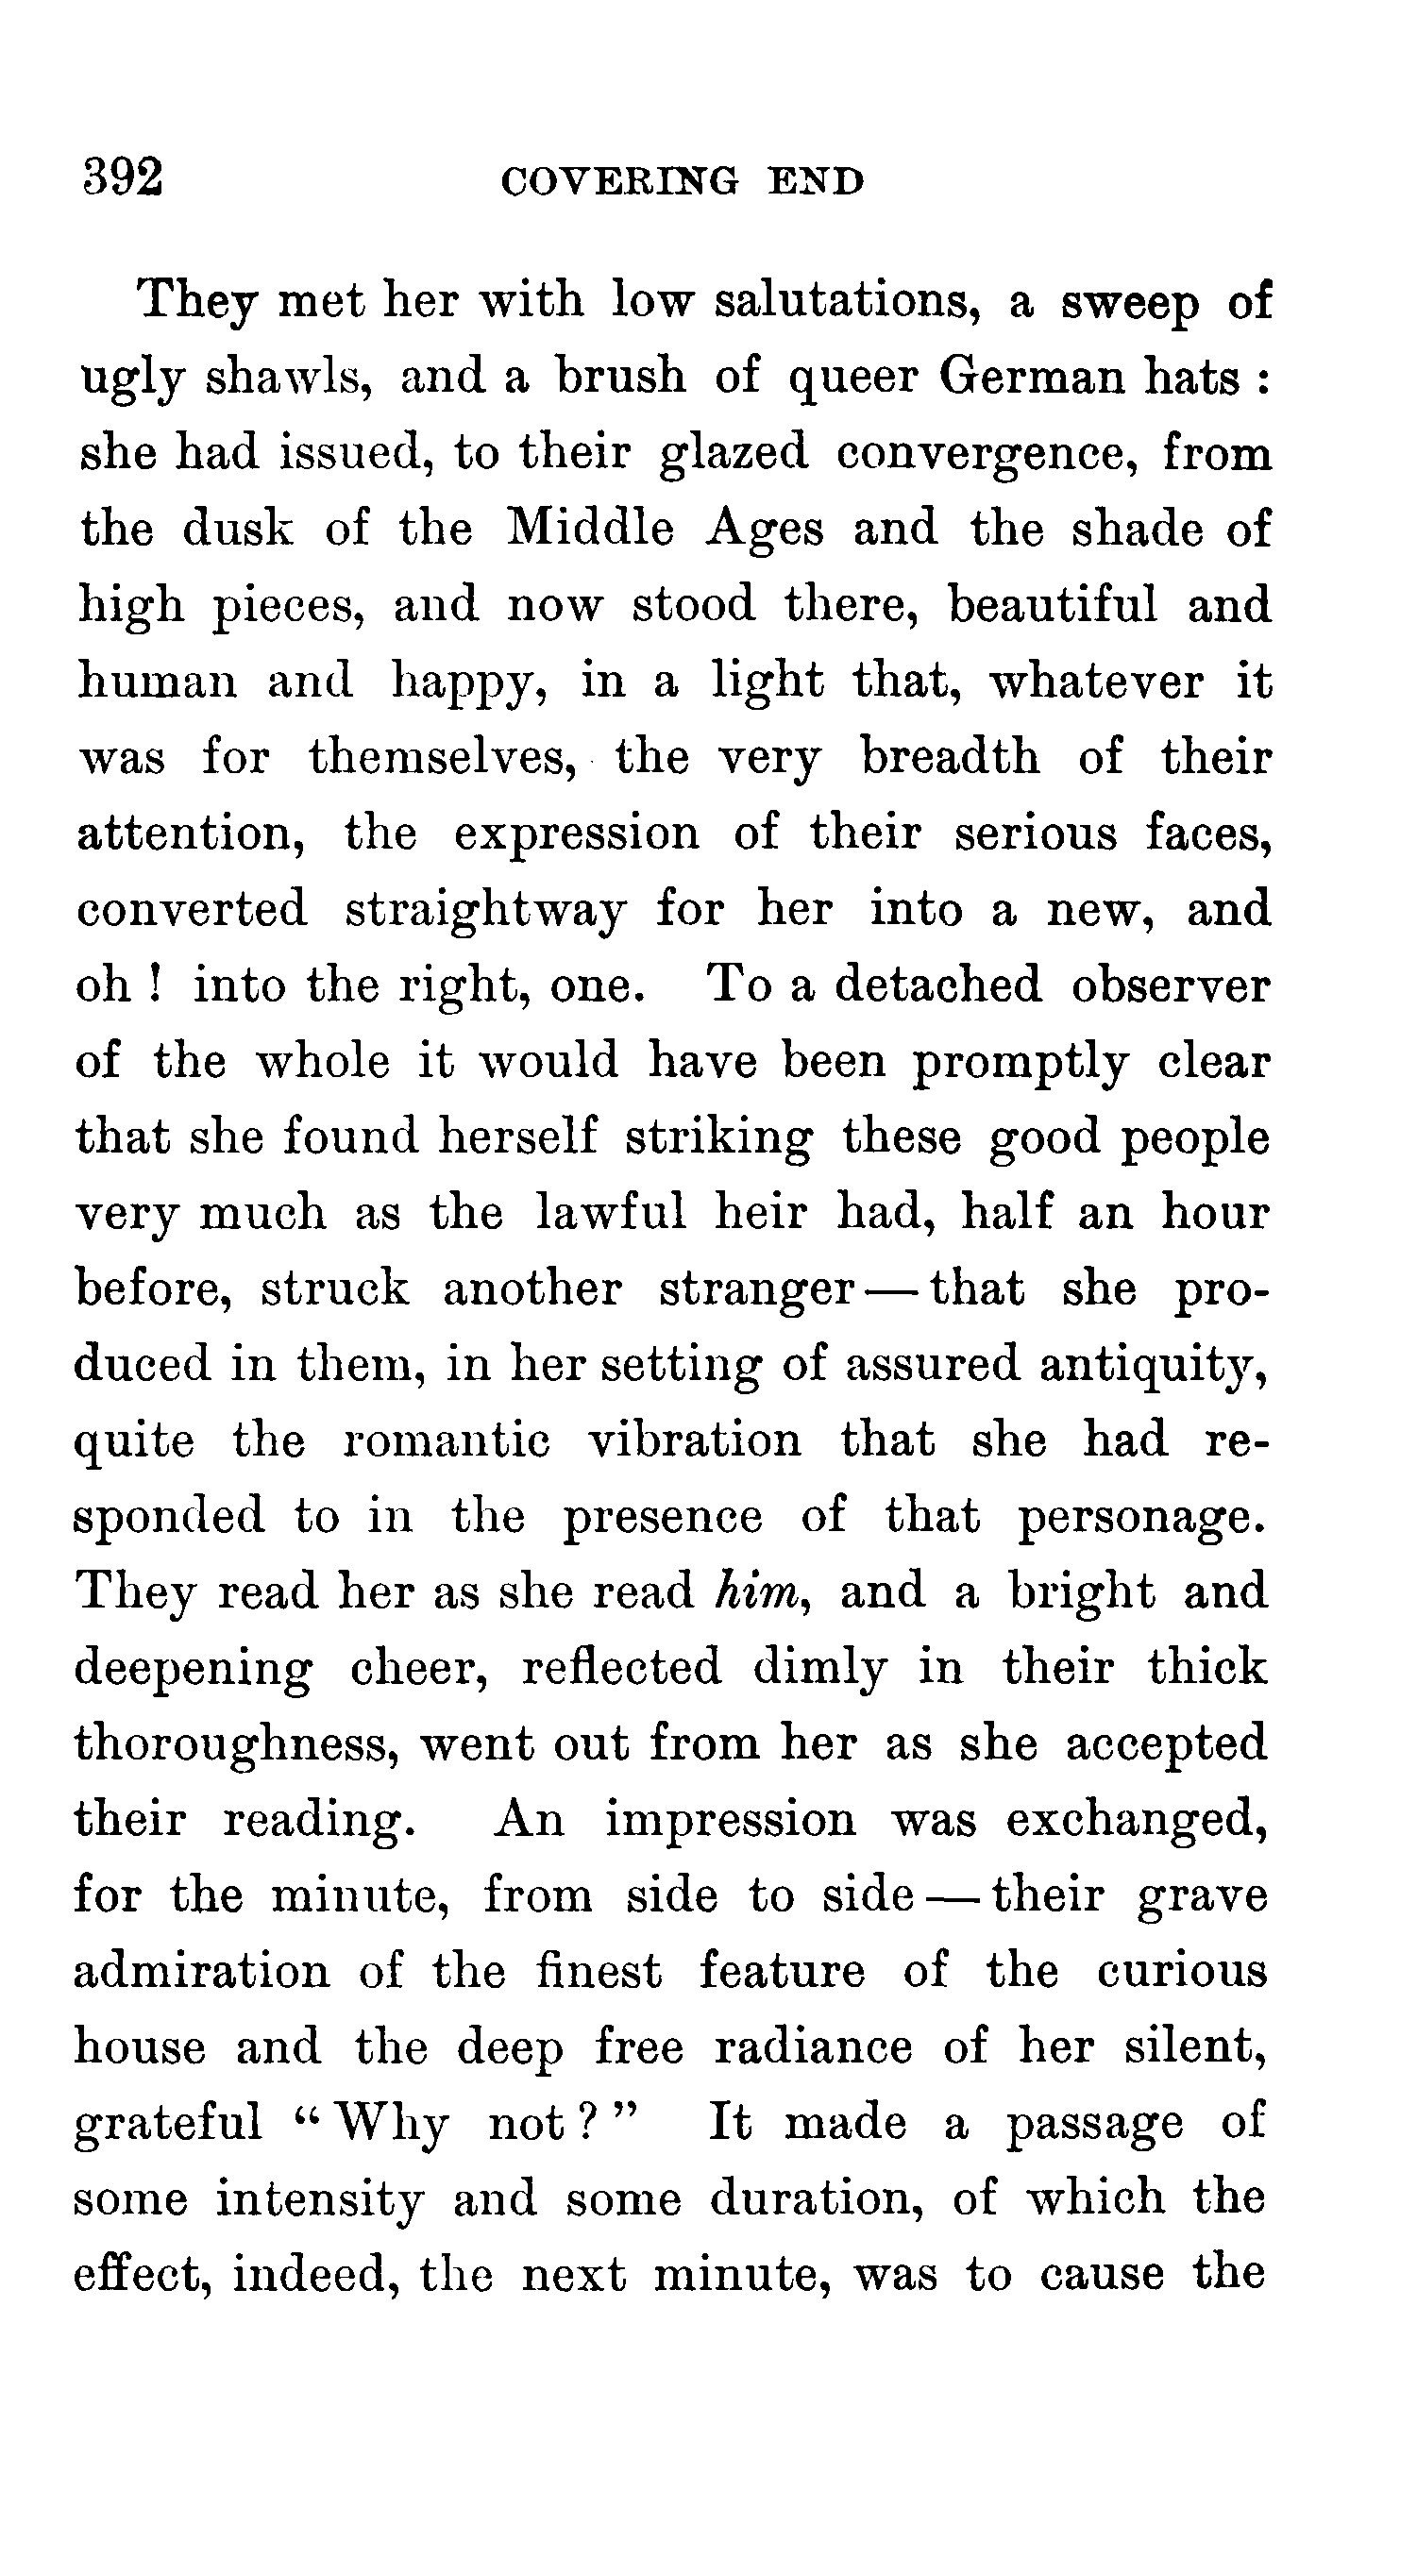 392 COVERING END
They met her with low salutations, a sweep of
ugly shawls, and a brush of queer German hats :
she had issued, to their glazed convergence, from
the dusk of the Middle Ages and the shade of
high pieces, and now stood there, beautiful and
human and happy, in a light that, whatever it
was for themselves, the very breadth of their
attention, the expression of their serious faces,
converted straightway for her into a new, and
oh ! into the right, one. To a detached observer
of the whole it would have been promptly clear
that she found herself striking these good people
very much as the lawful heir had, half an hour
before, struck another stranger—that she pro-
duced in them, in her setting of assured antiquity,
quite the romantic vibration that she had re-
sponded to in the presence of that personage.
They read her as she read him, and a bright and
deepening cheer, reflected dimly in their thick
thoroughness, went out from her as she accepted
their reading. An impression was exchanged,
for the minute, from side to side—their grave
admiration of the finest feature of the curious
house and the deep free radiance of her silent,
grateful “Why not?” It made a passage of
some intensity and some duration, of which the
effect, indeed, the next minute, was to cause the